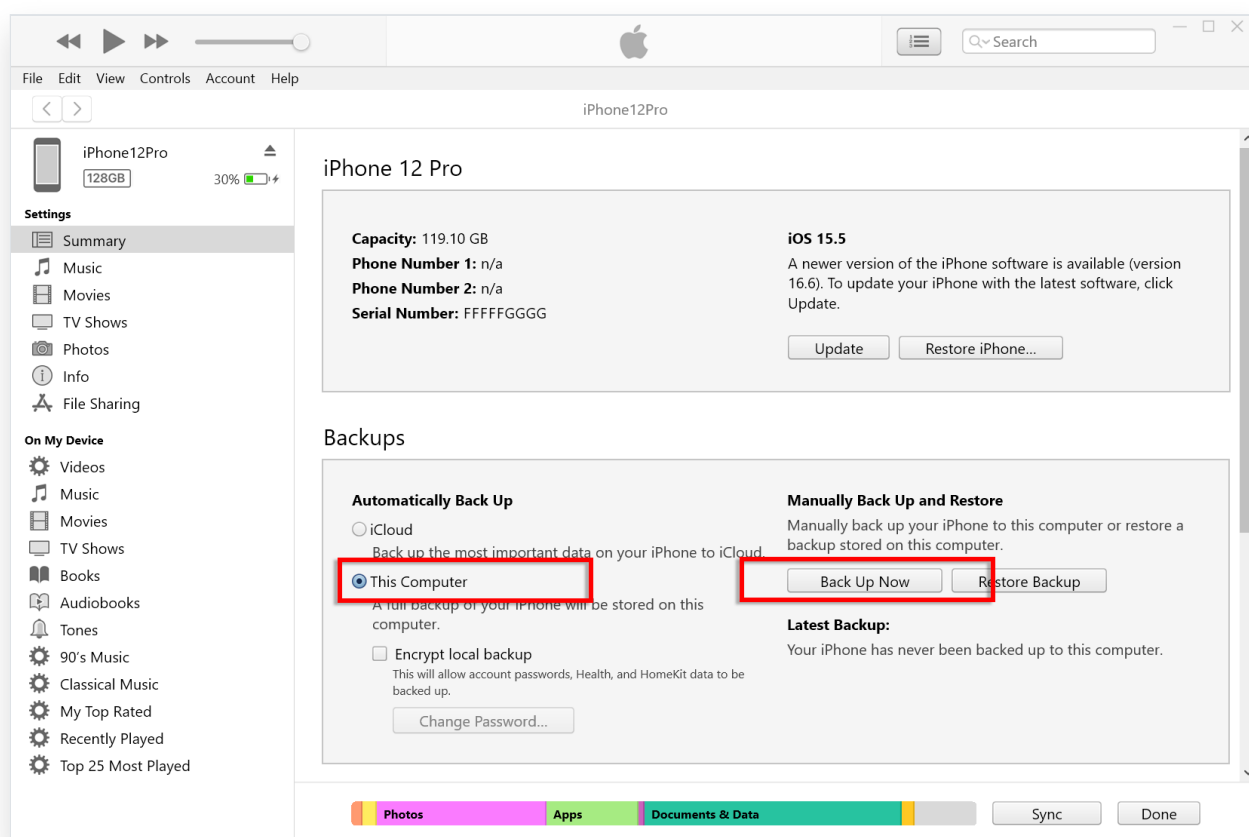 Search
File Edit View Controls Account Help
iPhone12Pro
iPhone12Pro
128GB
30%
Settings
Summary
Music
Movies
TV Shows
Photos
Info
File Sharing
On My Device
Videos
Music
Movies
TV Shows
Books
Audiobooks
Tones
90's Music
Classical Music
My Top Rated
Recently Played
Top 25 Most Played
iPhone 12 Pro
Capacity: 119.10 GB
Phone Number 1: n/a
Phone Number 2: n/a
Serial Number: FFFFFGGGG
iOS 15.5
A newer version of the iPhone software is available (version
16.6). To update your iPhone with the latest software, click
Update.
Update Restore iPhone...
Backups
Automatically Back Up
iCloud
Back up the most important data on your iPhone to iCloud.
This Computer
A full backup of your iPhone will be stored on this
computer.
Encrypt local backup
This will allow account passwords, Health, and HomeKit data to be
backed up.
Change Password...
Manually Back Up and Restore
Manually back up your iPhone to this computer or restore a
backup stored on this computer.
Back Up Now Restore Backup
Latest Backup:
Your iPhone has never been backed up to this computer.
Photos Apps Documents & Data
Sync Done